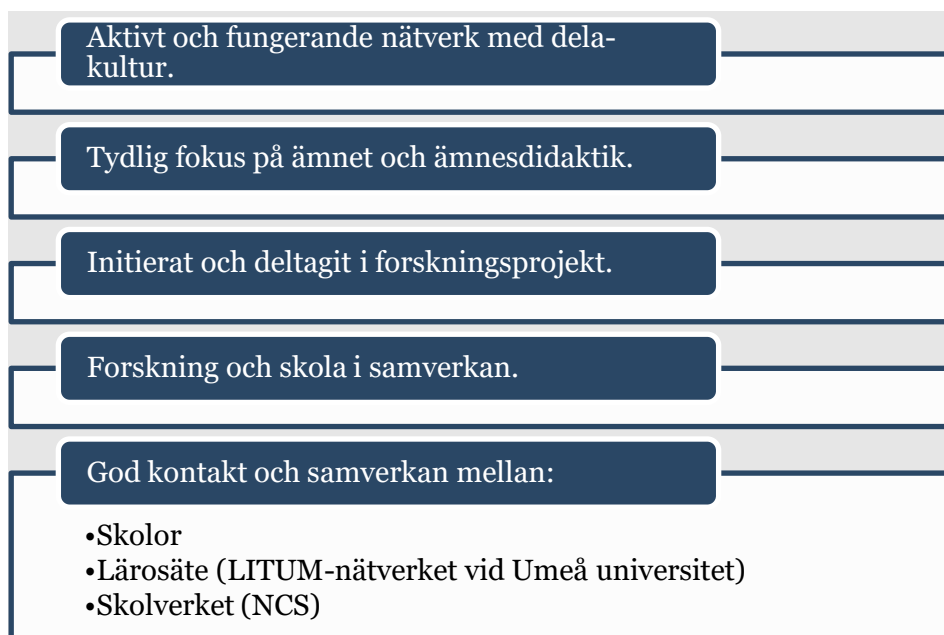 Aktivt och fungerande nätverk med dela-
kultur.
Tydlig fokus på ämnet och ämnesdidaktik.
Initierat och deltagit i forskningsprojekt.
Forskning och skola i samverkan.
God kontakt och samverkan mellan:
•Skolor
•Lärosäte (LITUM-nätverket vid Umeå universitet)
•Skolverket (NCS)